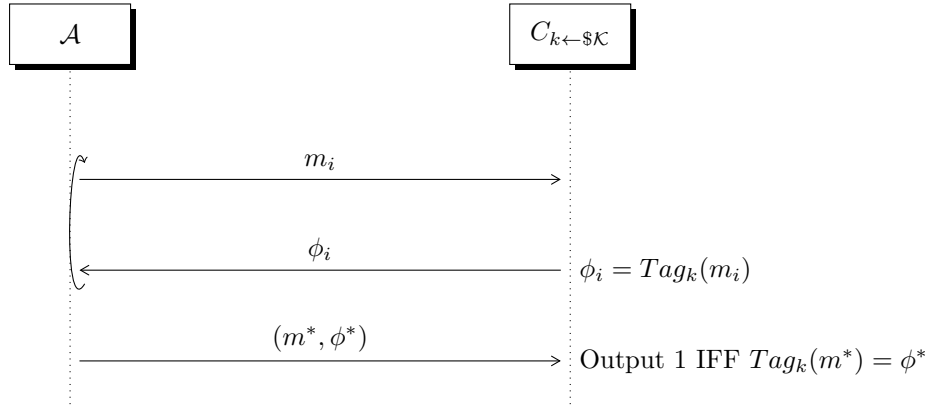 𝒜
C_{k←$𝒦}
m_i
ϕ_i
ϕ_i = Tag_k(m_i)
(m*, ϕ*)
Output 1 IFF Tag_k(m*) = ϕ*